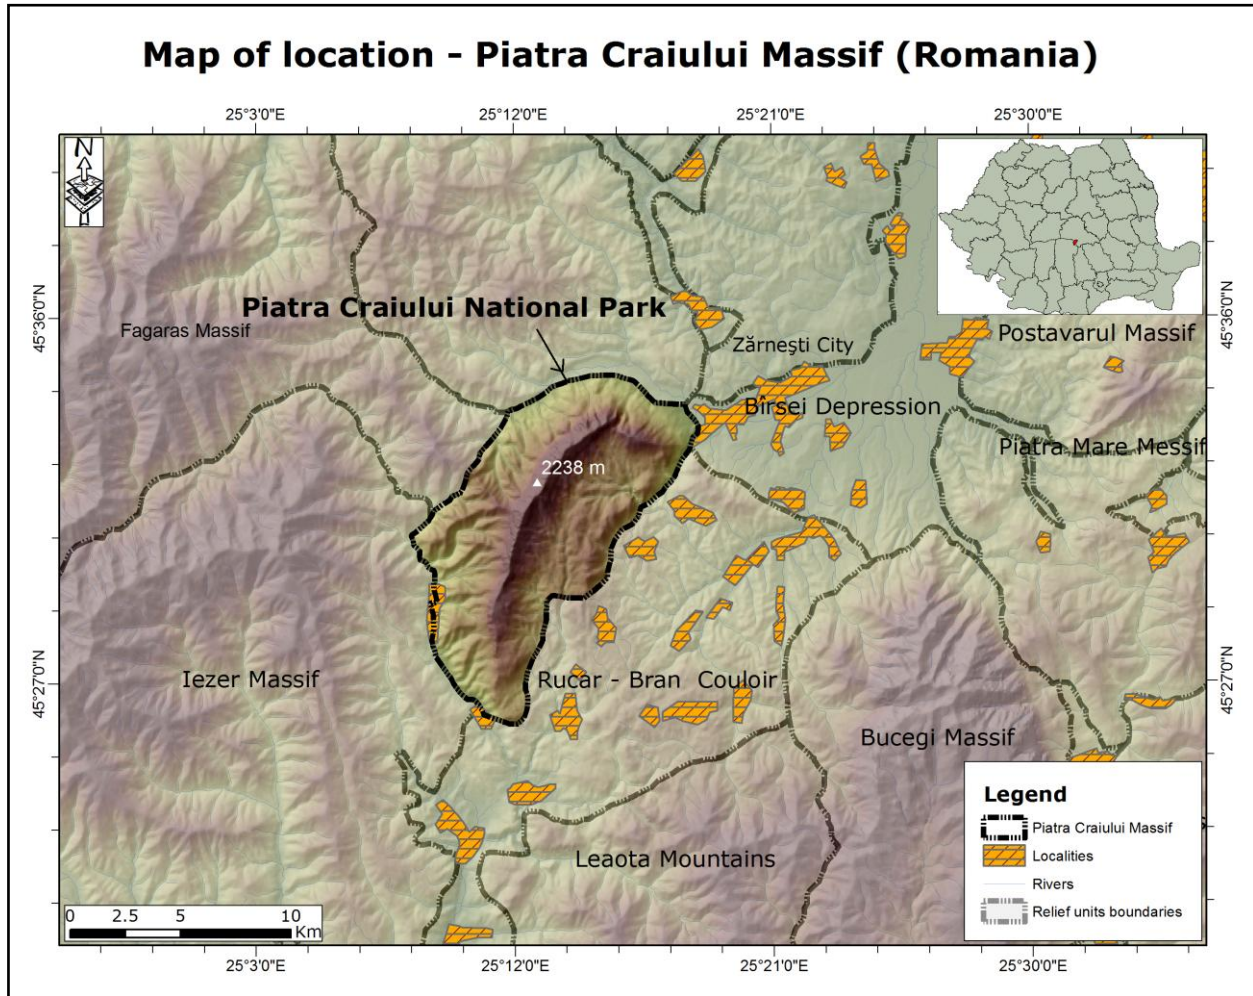 Map of location - Piatra Craiului Massif (Romania)
25°3'0"E 25°12'0"E 25°21'0"E 25°30'0"E
N
45°36'0"N
45°36'0"N
Piatra Craiului National Park
Fagaras Massif
Zărneşti City
Postavarul Massif
Bîrsei Depression
Piatra Mare Messif
2238 m
45°27'0"N
45°27'0"N
Iezer Massif
Rucăr - Bran Couloir
Bucegi Massif
Leaota Mountains
Legend
Piatra Craiului Massif
Localities
Rivers
Relief units boundaries
0 2.5 5 10
Km
25°3'0"E 25°12'0"E 25°21'0"E 25°30'0"E